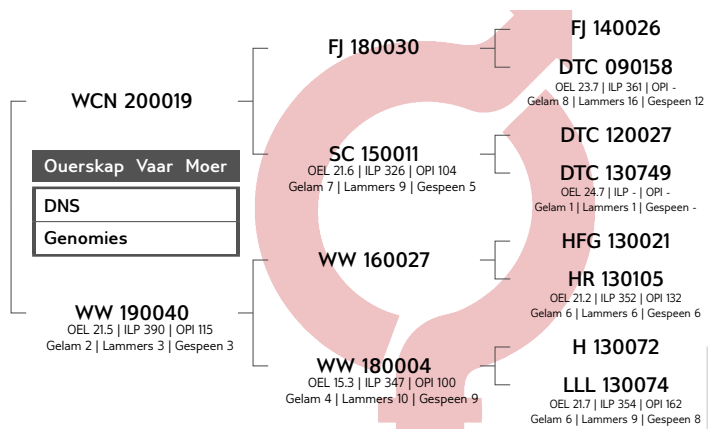 FJ 140026
FJ 180030
DTC 090158
OEL 23.7 | ILP 361 | OPI -
Gelam 8 | Lammers 16 | Gespeen 12
WCN 200019
DTC 120027
SC 150011
OEL 21.6 | ILP 326 | OPI 104
Gelam 7 | Lammers 9 | Gespeen 5
DTC 130749
OEL 24.7 | ILP - | OPI -
Gelam 1 | Lammers 1 | Gespeen -
Ouerskap Vaar Moer
DNS
Genomies
HFG 130021
WW 160027
HR 130105
OEL 21.2 | ILP 352 | OPI 132
Gelam 6 | Lammers 6 | Gespeen 6
WW 190040
OEL 21.5 | ILP 390 | OPI 115
Gelam 2 | Lammers 3 | Gespeen 3
H 130072
WW 180004
OEL 15.3 | ILP 347 | OPI 100
Gelam 4 | Lammers 10 | Gespeen 9
LLL 130074
OEL 21.7 | ILP 354 | OPI 162
Gelam 6 | Lammers 9 | Gespeen 8